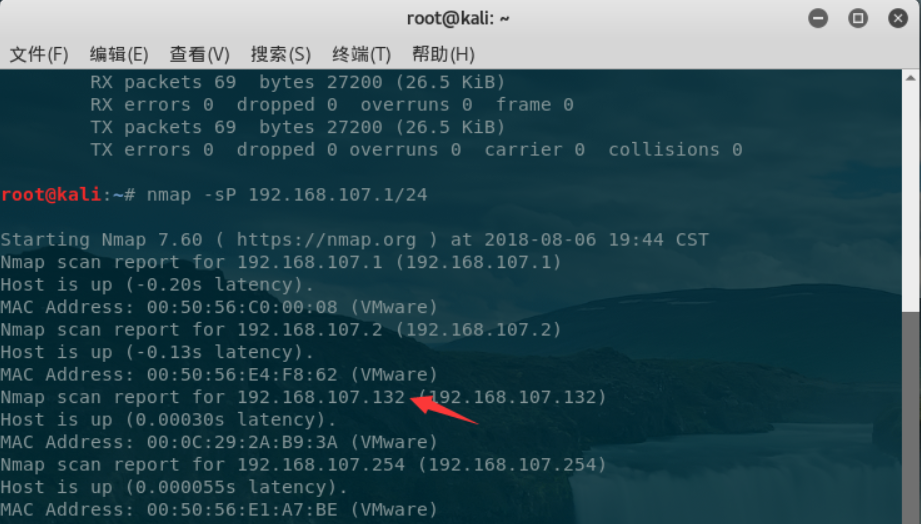 root@kali: ~
文件(F) 编辑(E) 查看(V) 搜索(S) 终端(T) 帮助(H)
RX packets 69  bytes 27200 (26.5 KiB)
RX errors 0  dropped 0  overruns 0  frame 0
TX packets 69  bytes 27200 (26.5 KiB)
TX errors 0  dropped 0 overruns 0  carrier 0  collisions 0
root@kali:~# nmap -sP 192.168.107.1/24
Starting Nmap 7.60 ( https://nmap.org ) at 2018-08-06 19:44 CST
Nmap scan report for 192.168.107.1 (192.168.107.1)
Host is up (-0.20s latency).
MAC Address: 00:50:56:C0:00:08 (VMware)
Nmap scan report for 192.168.107.2 (192.168.107.2)
Host is up (-0.13s latency).
MAC Address: 00:50:56:E4:F8:62 (VMware)
Nmap scan report for 192.168.107.132 (192.168.107.132)
Host is up (0.00030s latency).
MAC Address: 00:0C:29:2A:B9:3A (VMware)
Nmap scan report for 192.168.107.254 (192.168.107.254)
Host is up (0.000055s latency).
MAC Address: 00:50:56:E1:A7:BE (VMware)